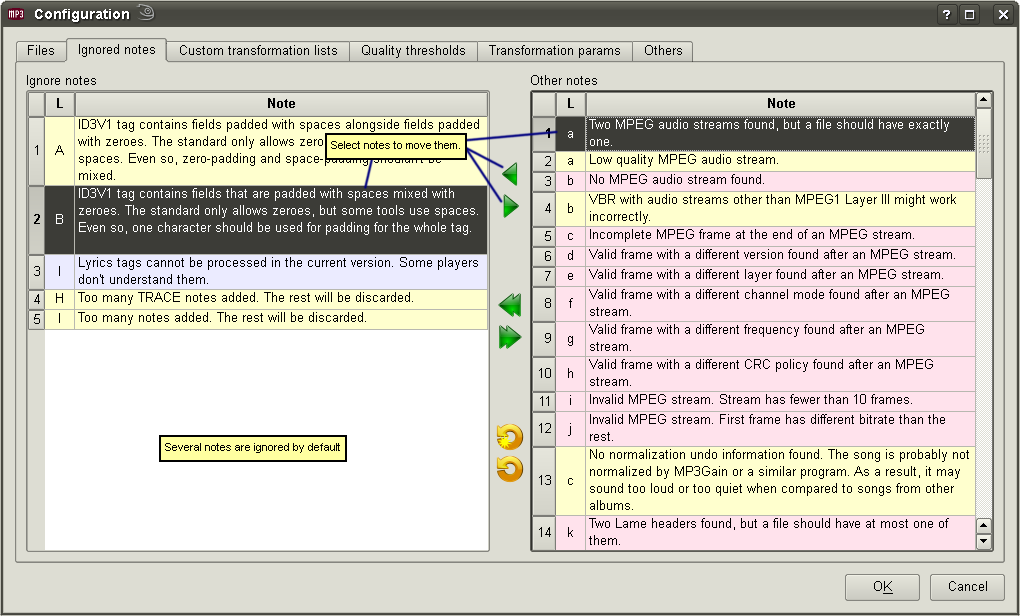 MP3 Configuration
?
Files Ignored notes Custom transformation lists Quality thresholds Transformation params Others
Ignore notes
L Note
1 A ID3V1 tag contains fields padded with spaces alongside fields padded
with zeroes. The standard only allows zero
spaces. Even so, zero-padding and space-padding shouldn't be
mixed.
2 B ID3V1 tag contains fields that are padded with spaces mixed with
zeroes. The standard only allows zeroes, but some tools use spaces.
Even so, one character should be used for padding for the whole tag.
3 I Lyrics tags cannot be processed in the current version. Some players
don't understand them.
4 H Too many TRACE notes added. The rest will be discarded.
5 I Too many notes added. The rest will be discarded.
Select notes to move them.
Several notes are ignored by default
Other notes
L Note
1 a Two MPEG audio streams found, but a file should have exactly
one.
2 a Low quality MPEG audio stream.
3 b No MPEG audio stream found.
4 b VBR with audio streams other than MPEG1 Layer III might work
incorrectly.
5 c Incomplete MPEG frame at the end of an MPEG stream.
6 d Valid frame with a different version found after an MPEG stream.
7 e Valid frame with a different layer found after an MPEG stream.
8 f Valid frame with a different channel mode found after an MPEG
stream.
9 g Valid frame with a different frequency found after an MPEG
stream.
10 h Valid frame with a different CRC policy found after an MPEG
stream.
11 i Invalid MPEG stream. Stream has fewer than 10 frames.
12 j Invalid MPEG stream. First frame has different bitrate than the
rest.
13 c No normalization undo information found. The song is probably not
normalized by MP3Gain or a similar program. As a result, it may
sound too loud or too quiet when compared to songs from other
albums.
14 k Two Lame headers found, but a file should have at most one of
them.
OK Cancel